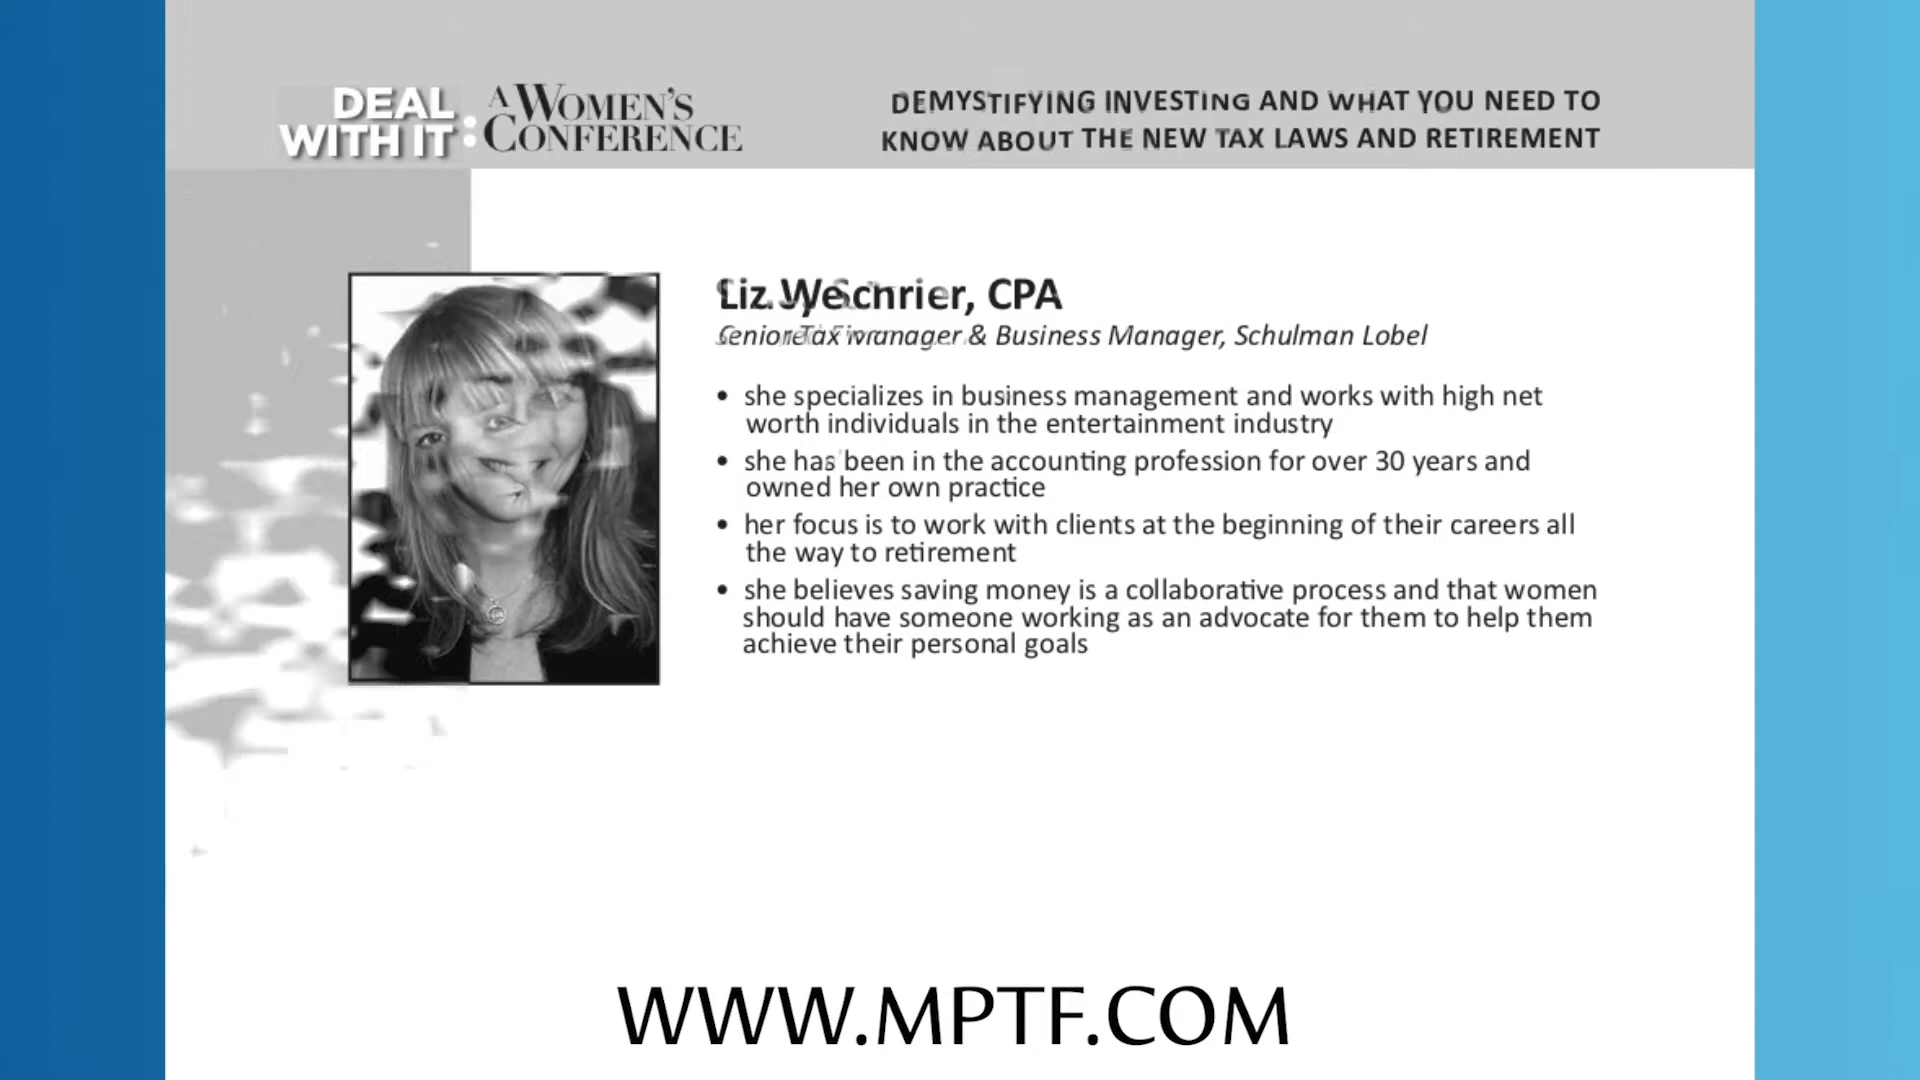 DEAL
WITH IT:
A WOMEN'S
CONFERENCE
DEMYSTIFYING INVESTING AND WHAT YOU NEED TO
KNOW ABOUT THE NEW TAX LAWS AND RETIREMENT
Liz CPA
Manager & Business Manager, Schulman Lobel
• she specializes in business management and works with high net
worth individuals in the entertainment industry
• she has been in the accounting profession for over 30 years and
owned her own practice
• her focus is to work with clients at the beginning of their careers all
the way to retirement
• she believes saving money is a collaborative process and that women
should have someone working as an advocate for them to help them
achieve their personal goals
WWW.MPTF.COM